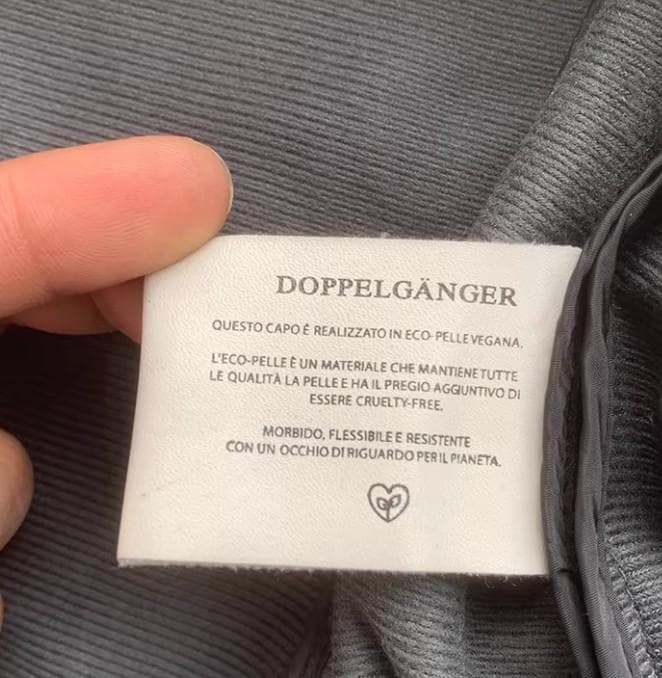 DOPPELGÄNGER
QUESTO CAPO È REALIZZATO IN ECO-PELLE VEGANA.
L'ECO-PELLE È UN MATERIALE CHE MANTIENE TUTTE
LE QUALITÀ LA PELLE E HA IL PREGIO AGGIUNTIVO DI
ESSERE CRUELTY-FREE.
MORBIDO, FLESSIBILE E RESISTENTE
CON UN OCCHIO DI RIGUARDO PER IL PIANETA.